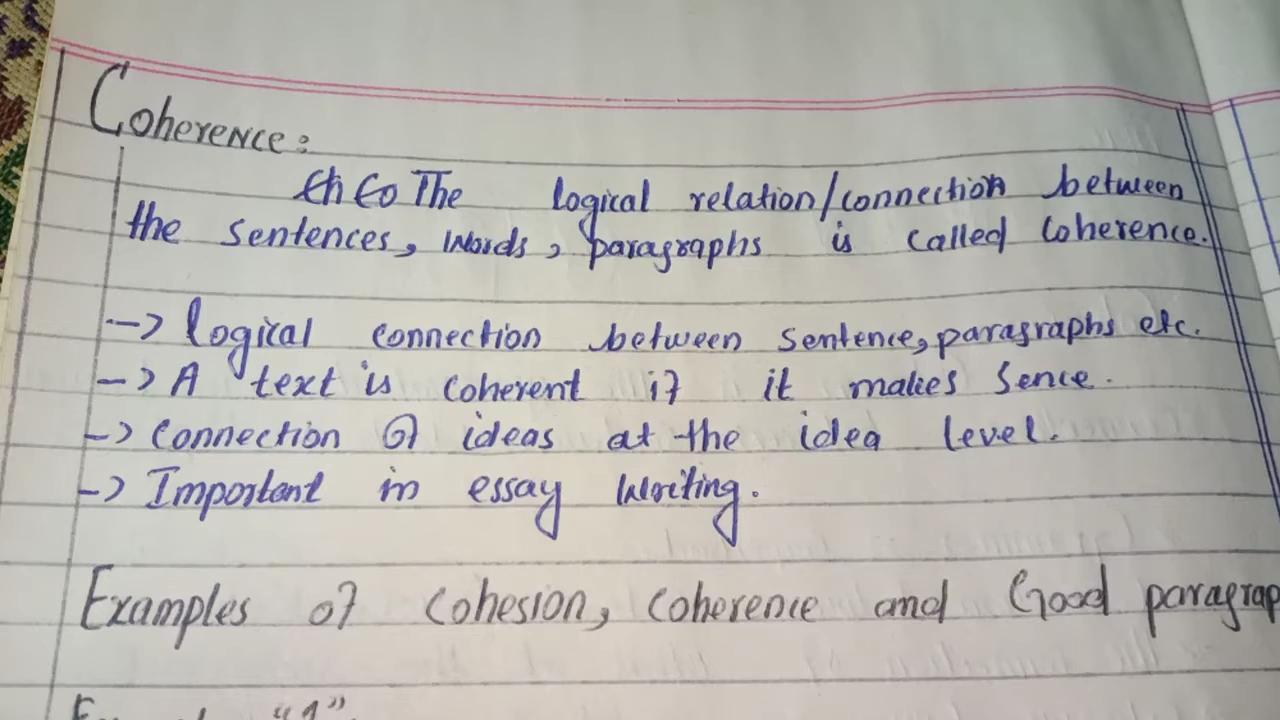 Coherence:
The logical relation/connection between
the sentences, words, paragraphs is called Coherence.
-> Logical connection between sentence, paragraphs etc.
-> A text is coherent if it makes Sence.
-> Connection of ideas at the idea level.
-> Important in essay writing.
Examples of Cohesion, Coherence and Good paragrap
"1"